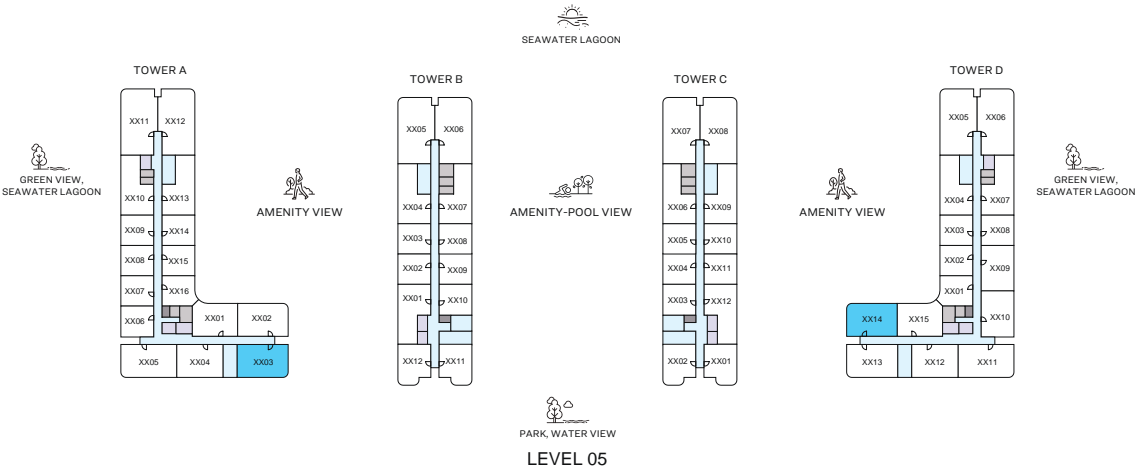 SEAWATER LAGOON
TOWER A
TOWER B
TOWER C
TOWER D
XX11 XX12
XX05 XX06
XX07 XX08
XX05 XX06
GREEN VIEW,
SEAWATER LAGOON
GREEN VIEW,
SEAWATER LAGOON
XX10 XX13
AMENITY VIEW
XX04 XX07
AMENITY-POOL VIEW
XX06 XX09
AMENITY VIEW
XX04 XX07
XX09 XX14
XX03 XX08
XX05 XX10
XX03 XX08
XX08 XX15
XX02 XX09
XX04 XX11
XX02 XX09
XX07 XX16
XX01 XX10
XX03 XX12
XX01
XX06 XX01 XX02
XX14 XX15 XX10
XX05 XX04 XX03
XX12 XX11
XX02 XX01
XX13 XX12 XX11
PARK, WATER VIEW
LEVEL 05